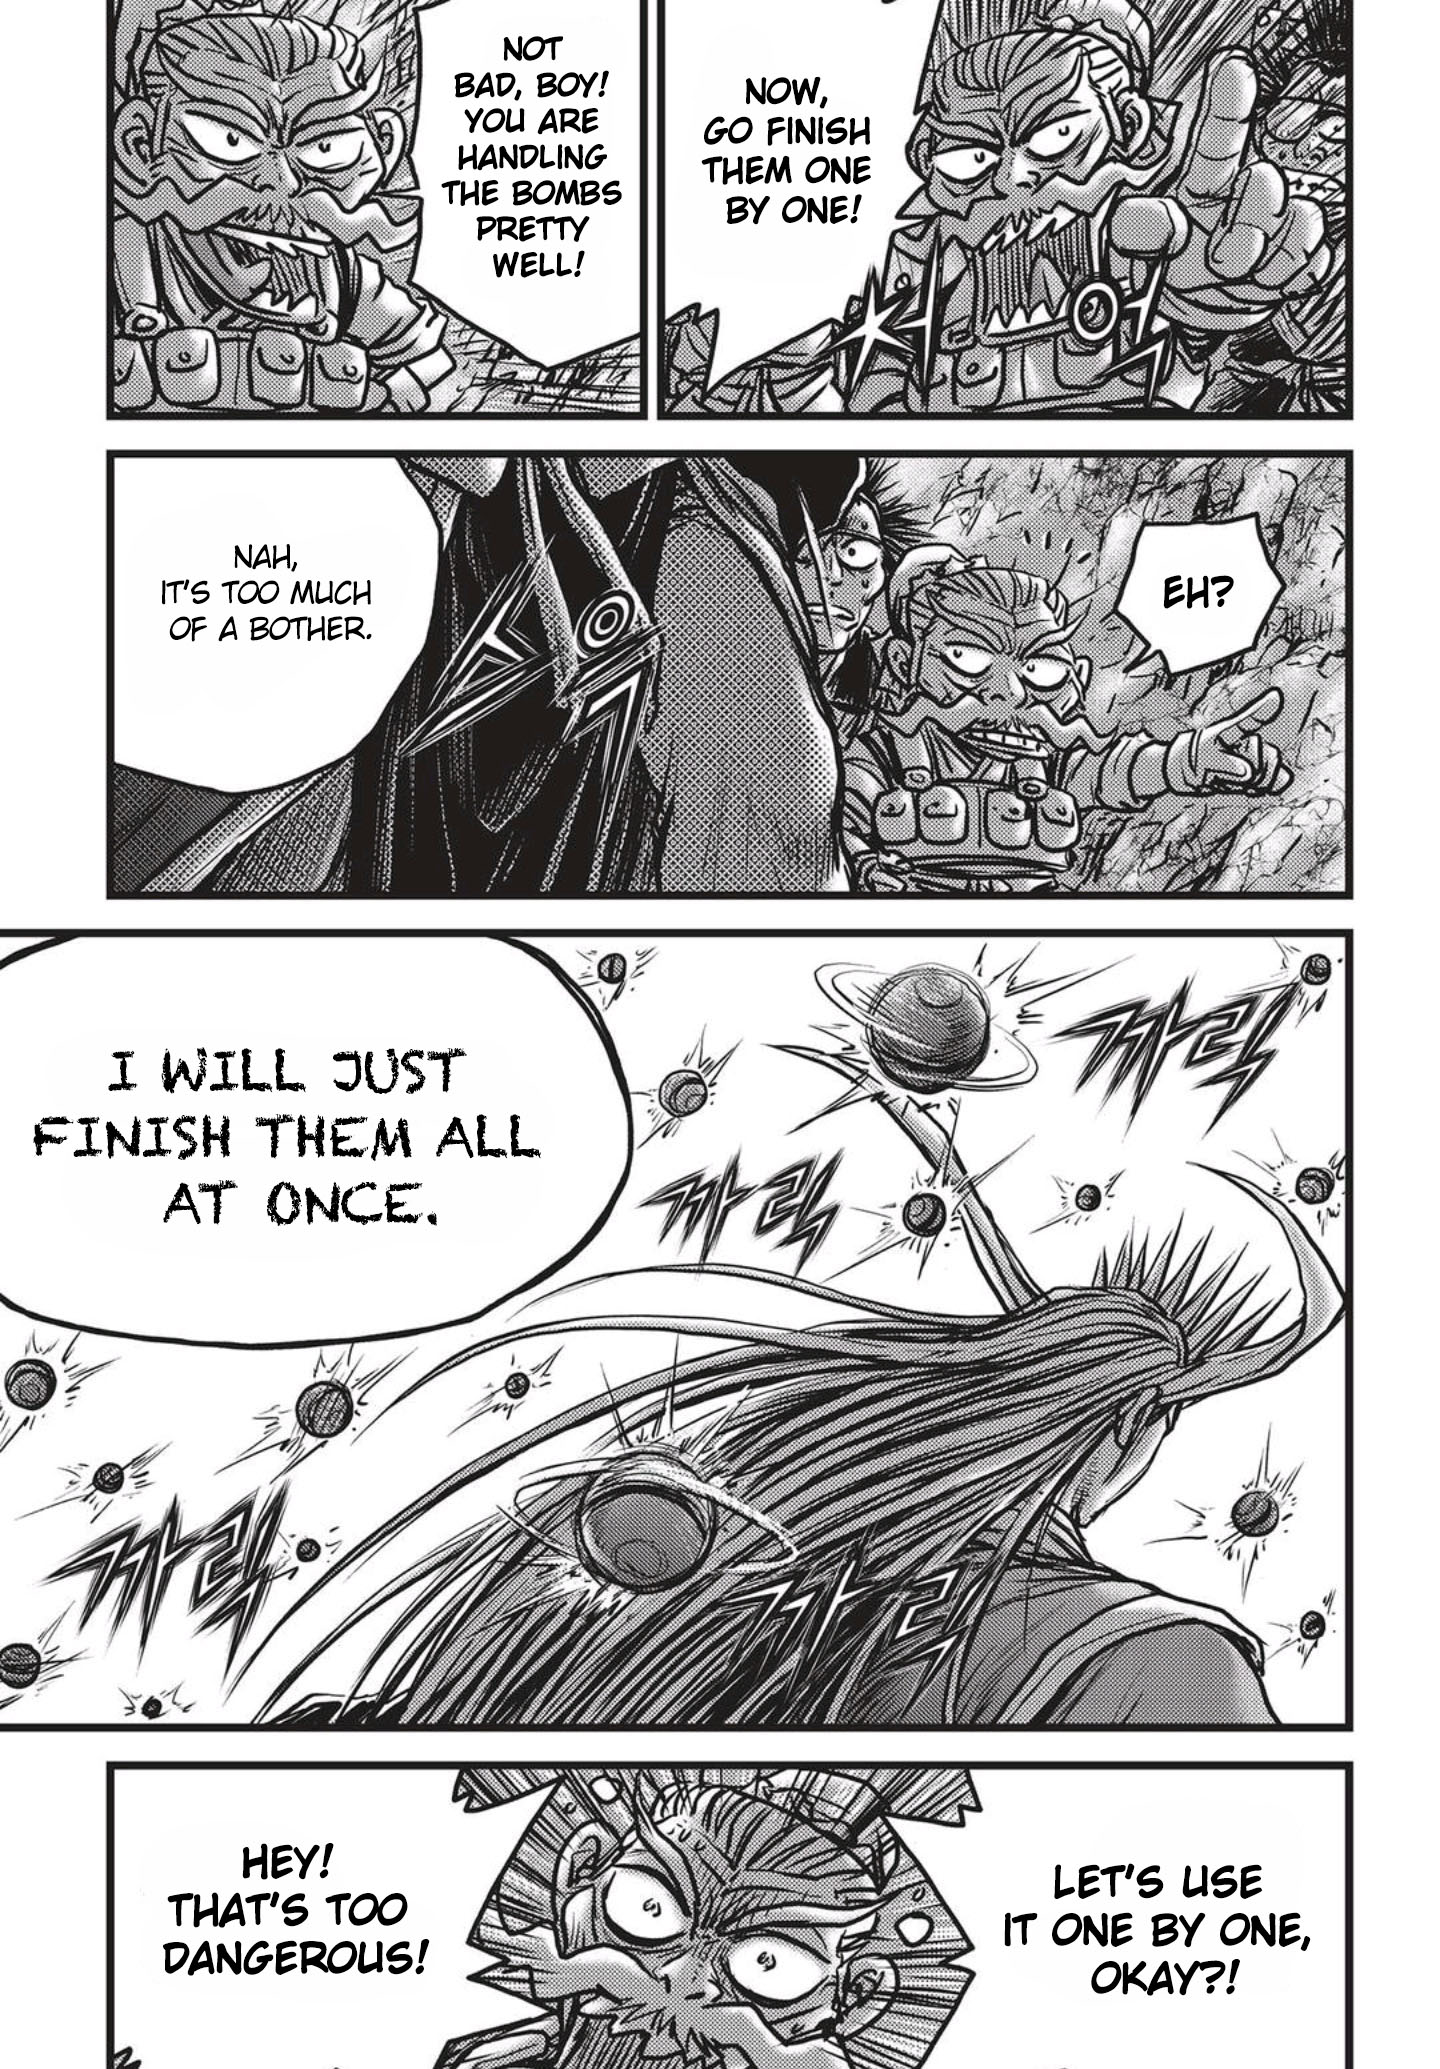 NOT
BAD, BOY!
YOU ARE
HANDLING
THE BOMBS
PRETTY
WELL!
NOW,
GO FINISH
THEM ONE
BY ONE!
NAH,
IT'S TOO MUCH
OF A BOTHER.
EH?
I WILL JUST
FINISH THEM ALL
AT ONCE.
HEY!
THAT'S TOO
DANGEROUS!
LET'S USE
IT ONE BY ONE,
OKAY?!